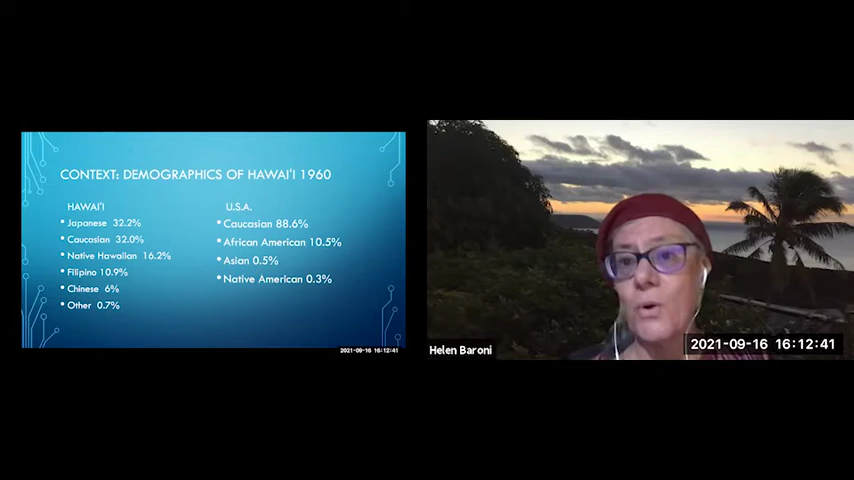 CONTEXT: DEMOGRAPHICS OF HAWAI'I 1960
HAWAI'I
Japanese 32.2%
Caucasian 32.0%
Native Hawaiian 16.2%
Filipino 10.9%
Chinese 6%
Other 0.7%
U.S.A.
Caucasian 88.6%
African American 10.5%
Asian 0.5%
Native American 0.3%
2021-09-16 16:12:41
Helen Baroni
2021-09-16 16:12:41